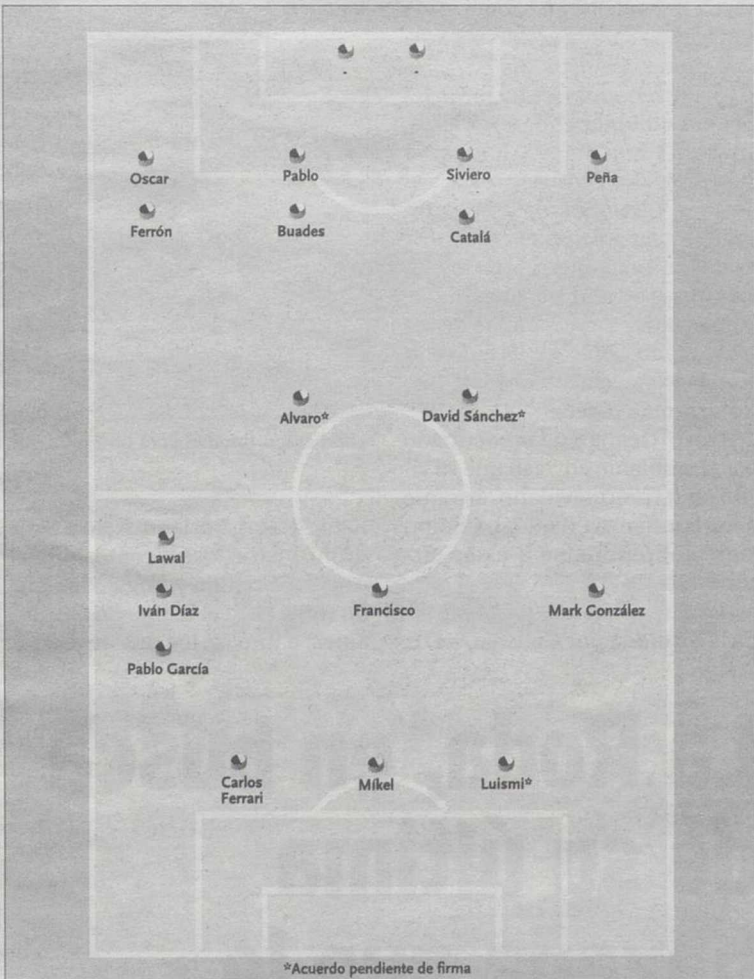 Oscar
Pablo
Siviero
Peña
Ferrón
Buades
Catalá
Alvaro*
David Sánchez*
Lawal
Iván Díaz
Francisco
Mark González
Pablo García
Carlos
Ferrari
Míkel
Luismi*
*Acuerdo pendiente de firma